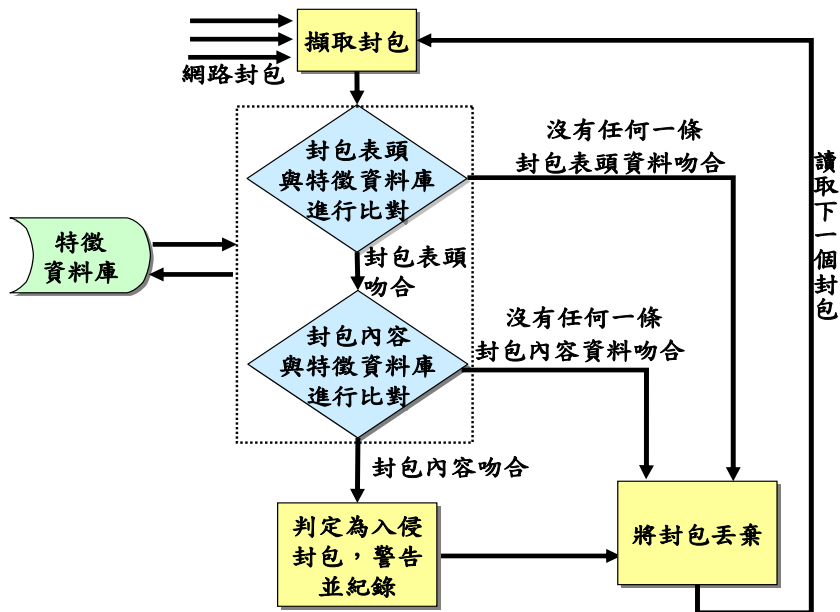 擷取封包
網路封包
封包表頭
與特徵資料庫
進行比對
沒有任何一條
封包表頭資料吻合
讀取下一個封包
特徵
資料庫
封包表頭
吻合
封包內容
與特徵資料庫
進行比對
沒有任何一條
封包內容資料吻合
封包內容吻合
判定為入侵
封包，警告
並紀錄
將封包丟棄